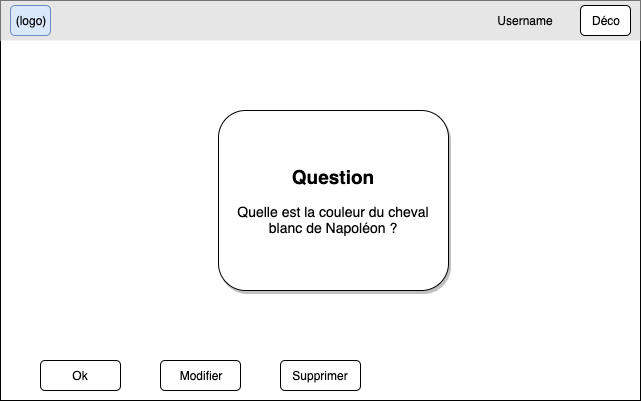 (logo)
Username
Déco
Question
Quelle est la couleur du cheval
blanc de Napoléon ?
Ok
Modifier
Supprimer